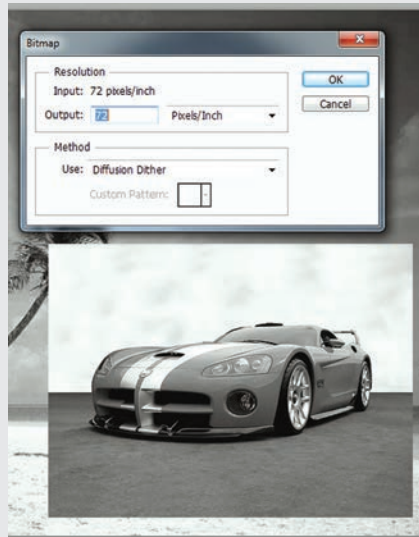 Bitmap
Resolution
Input: 72 pixels/inch
Output: 72 Pixels/Inch
OK
Cancel
Method
Use: Diffusion Dither
Custom Pattern: